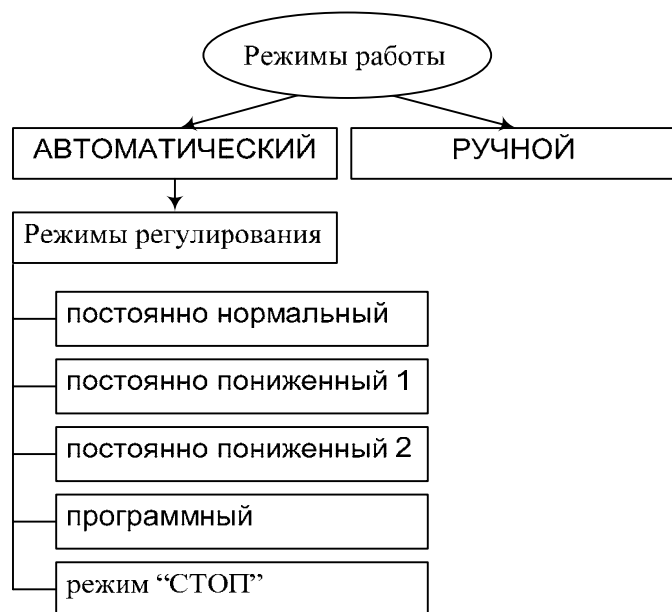 Режимы работы
АВТОМАТИЧЕСКИЙ
РУЧНОЙ
Режимы регулирования
постоянно нормальный
постоянно пониженный 1
постоянно пониженный 2
программный
режим “СТОП”